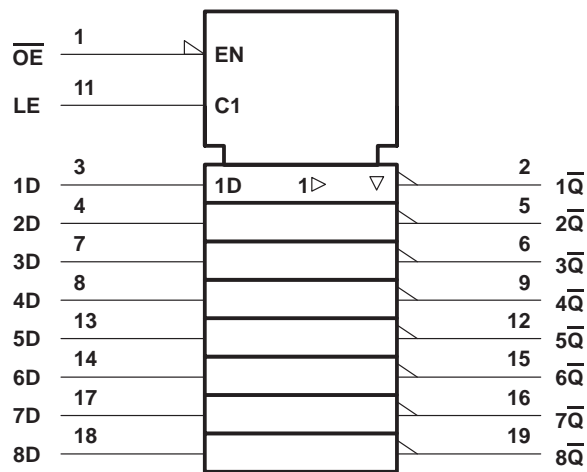 1
O̅E̅ EN
11
LE C1
3 2
1D 1D 1▷ ▽ 1Q̅
4 5
2D 2Q̅
7 6
3D 3Q̅
8 9
4D 4Q̅
13 12
5D 5Q̅
14 15
6D 6Q̅
17 16
7D 7Q̅
18 19
8D 8Q̅